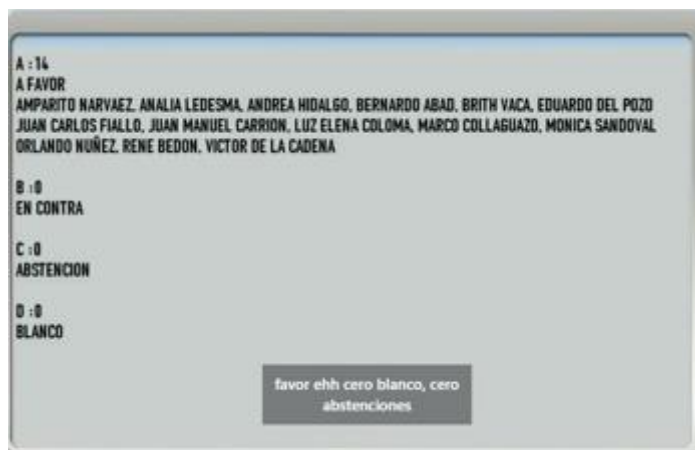 A :14
A FAVOR
AMPARITO NARVAEZ, ANALIA LEDESMA, ANDREA HIDALGO, BERNARDO ABAD, BRITH VACA, EDUARDO DEL POZO
JUAN CARLOS FIALLO, JUAN MANUEL CARRION, LUZ ELENA COLOMA, MARCO COLLAGUAZO, MONICA SANDOVAL
ORLANDO NUÑEZ, RENE BEDON, VICTOR DE LA CADENA
B :0
EN CONTRA
C :0
ABSTENCION
D :0
BLANCO
favor ehh cero blanco, cero
abstenciones